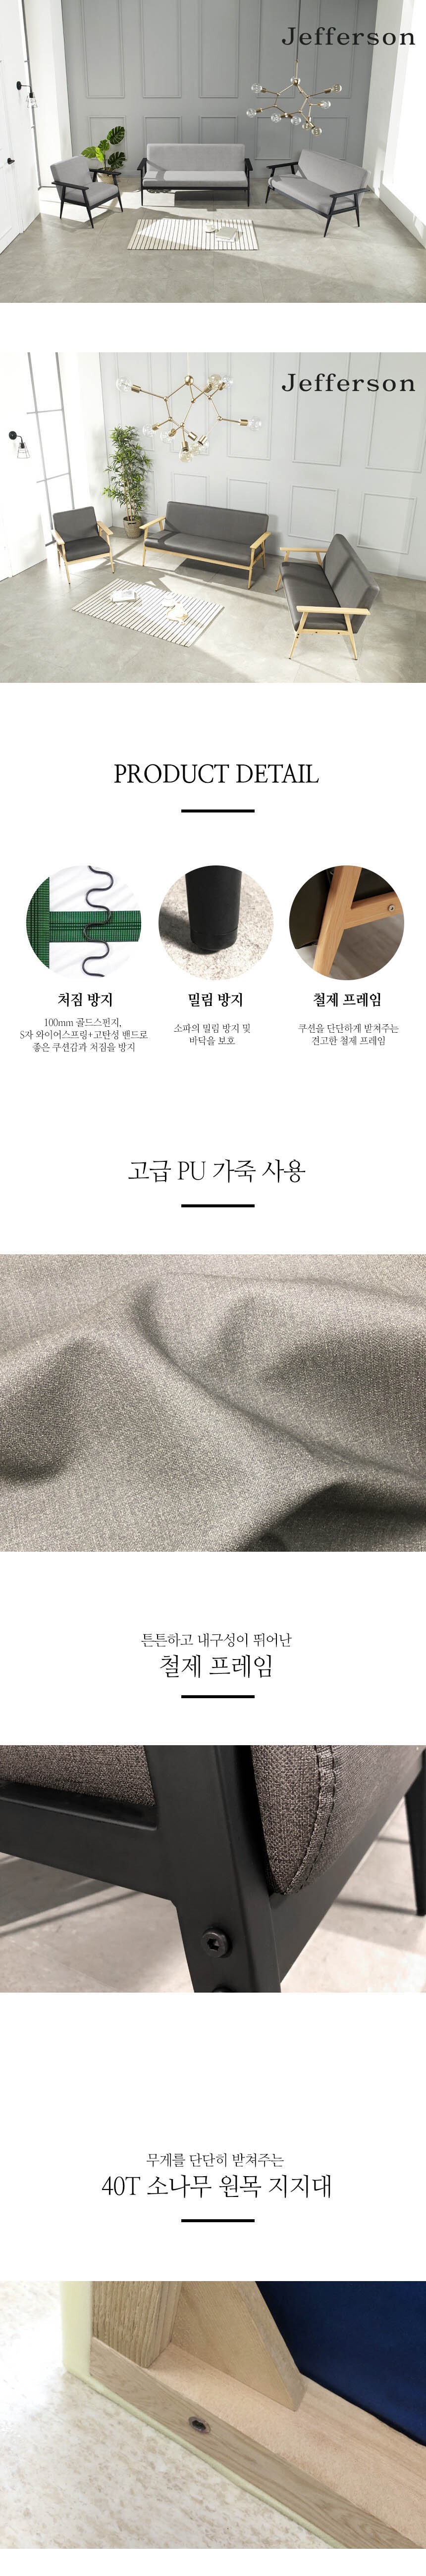 Jefferson
Jefferson
PRODUCT DETAIL
처짐 방지
100mm 골드스펀지,
S자 와이어스프링+고탄성 밴드로
좋은 쿠션감과 처짐을 방지
밀림 방지
소파의 밀림 방지 및
바닥을 보호
철제 프레임
쿠션을 단단하게 받쳐주는
견고한 철제 프레임
고급 PU 가죽 사용
튼튼하고 내구성이 뛰어난
철제 프레임
무게를 단단히 받쳐주는
40T 소나무 원목 지지대